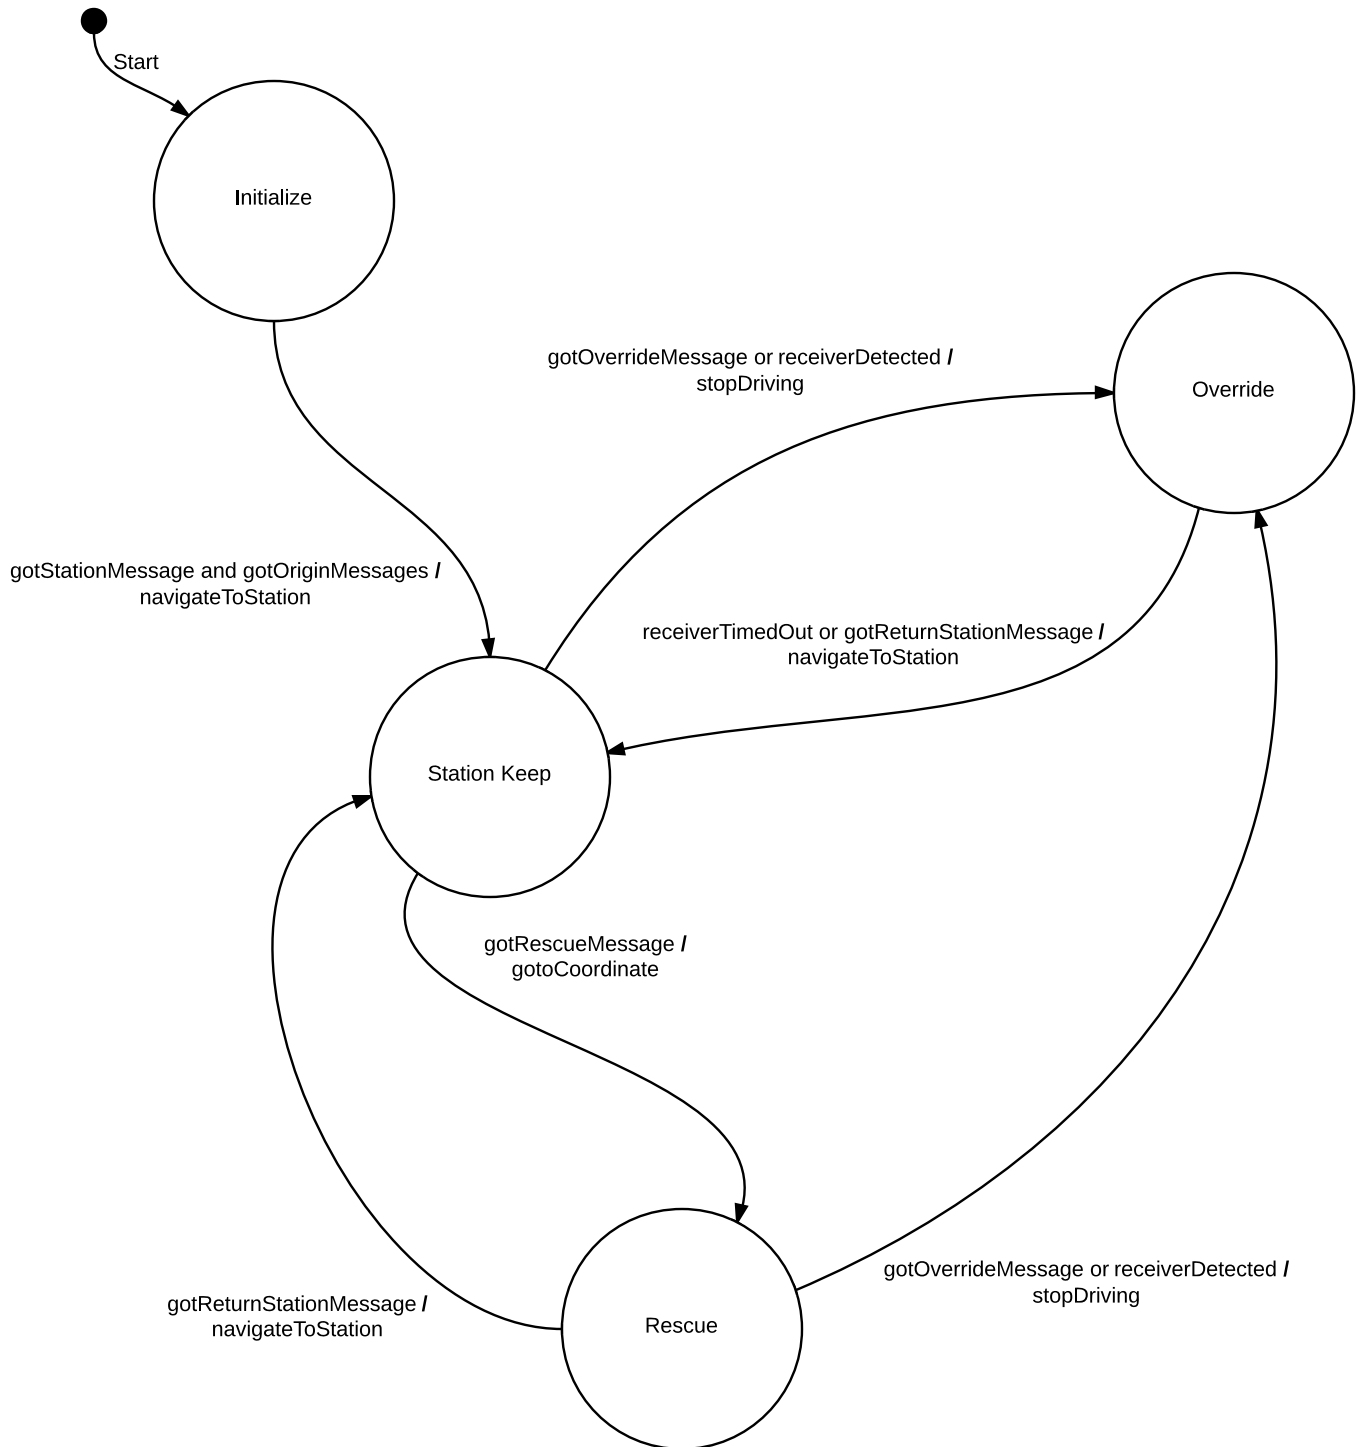 Start
Initialize
gotOverrideMessage or receiverDetected /
stopDriving
Override
gotStationMessage and gotOriginMessages /
navigateToStation
receiverTimedOut or gotReturnStationMessage /
navigateToStation
Station Keep
gotRescueMessage /
gotoCoordinate
gotOverrideMessage or receiverDetected /
stopDriving
gotReturnStationMessage /
navigateToStation
Rescue